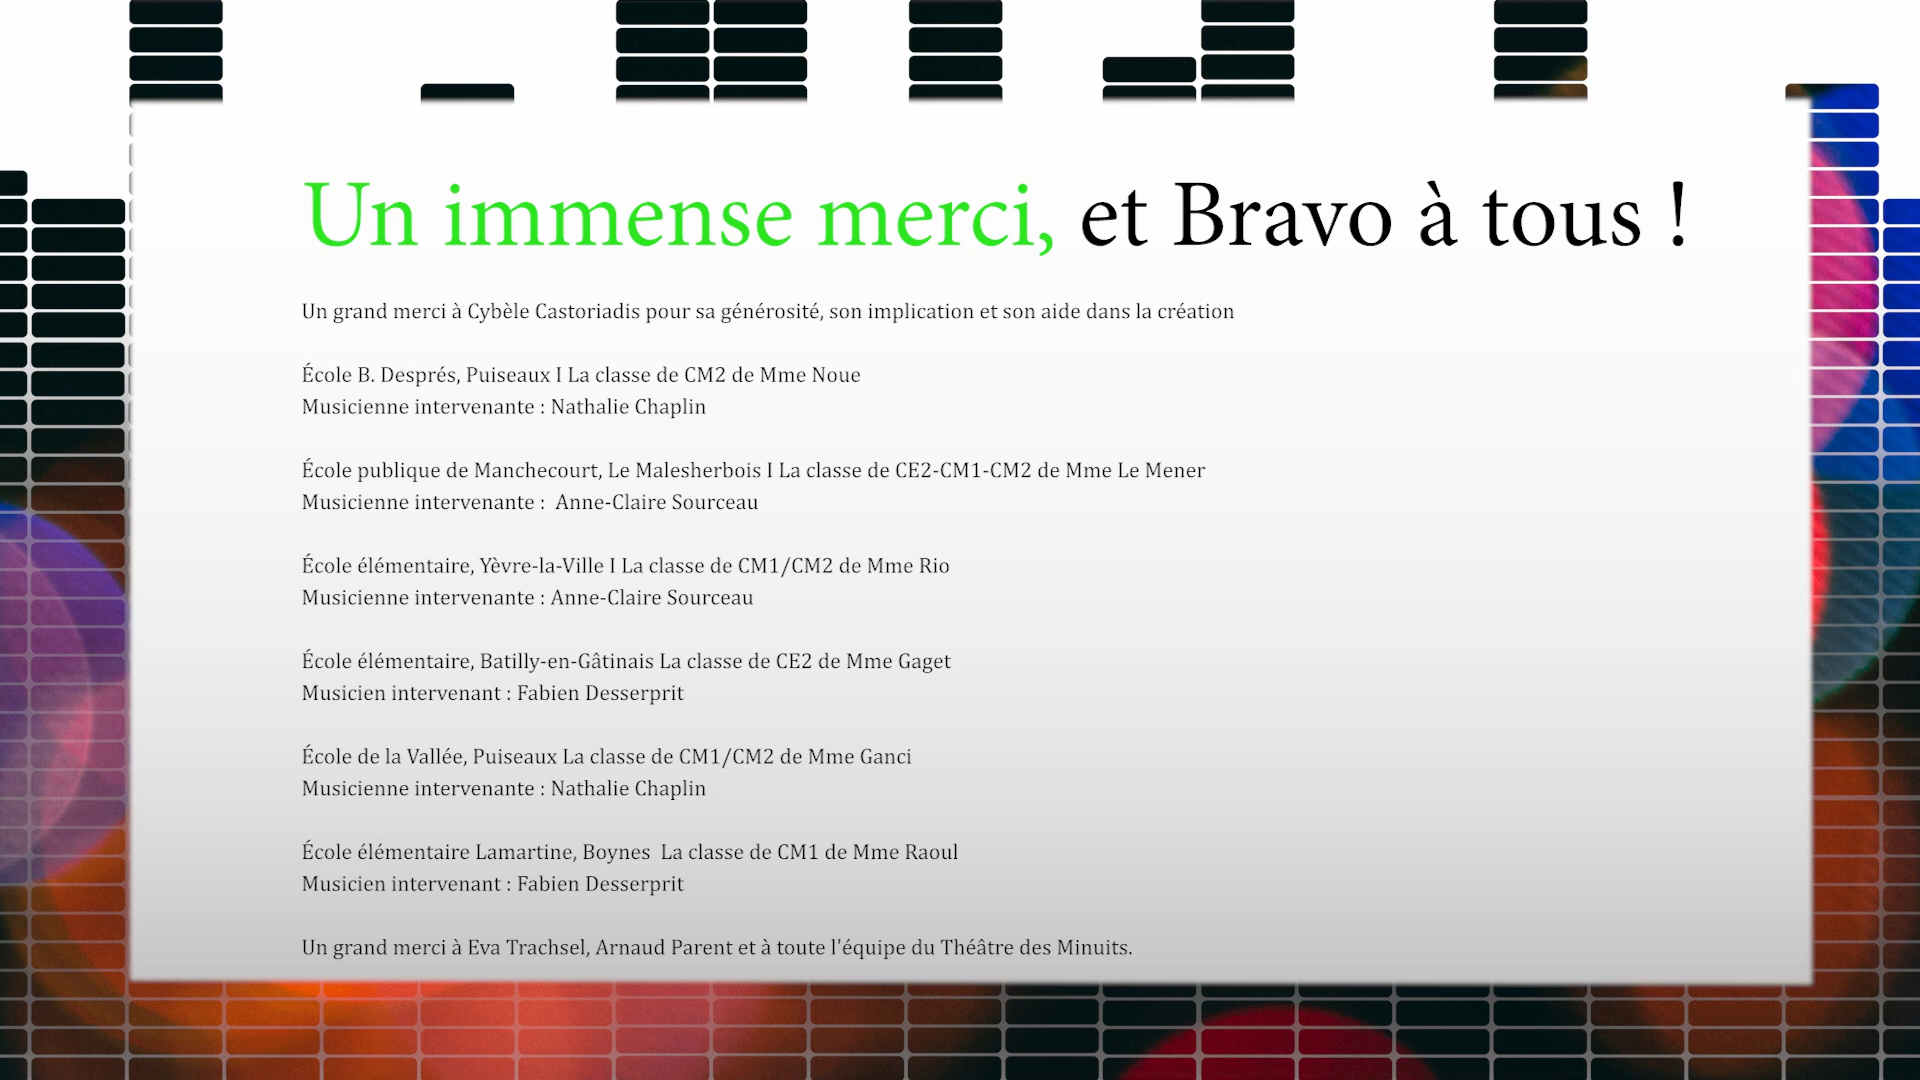 Un immense merci, et Bravo à tous !
Un grand merci à Cybèle Castoriadis pour sa générosité, son implication et son aide dans la création
École B. Després, Puiseaux I La classe de CM2 de Mme Noue
Musicienne intervenante : Nathalie Chaplin
École publique de Manchecourt, Le Malesherbois I La classe de CE2-CM1-CM2 de Mme Le Mener
Musicienne intervenante :  Anne-Claire Sourceau
École élémentaire, Yèvre-la-Ville I La classe de CM1/CM2 de Mme Rio
Musicienne intervenante : Anne-Claire Sourceau
École élémentaire, Batilly-en-Gâtinais La classe de CE2 de Mme Gaget
Musicien intervenant : Fabien Desserprit
École de la Vallée, Puiseaux La classe de CM1/CM2 de Mme Ganci
Musicienne intervenante : Nathalie Chaplin
École élémentaire Lamartine, Boynes  La classe de CM1 de Mme Raoul
Musicien intervenant : Fabien Desserprit
Un grand merci à Eva Trachsel, Arnaud Parent et à toute l'équipe du Théâtre des Minuits.